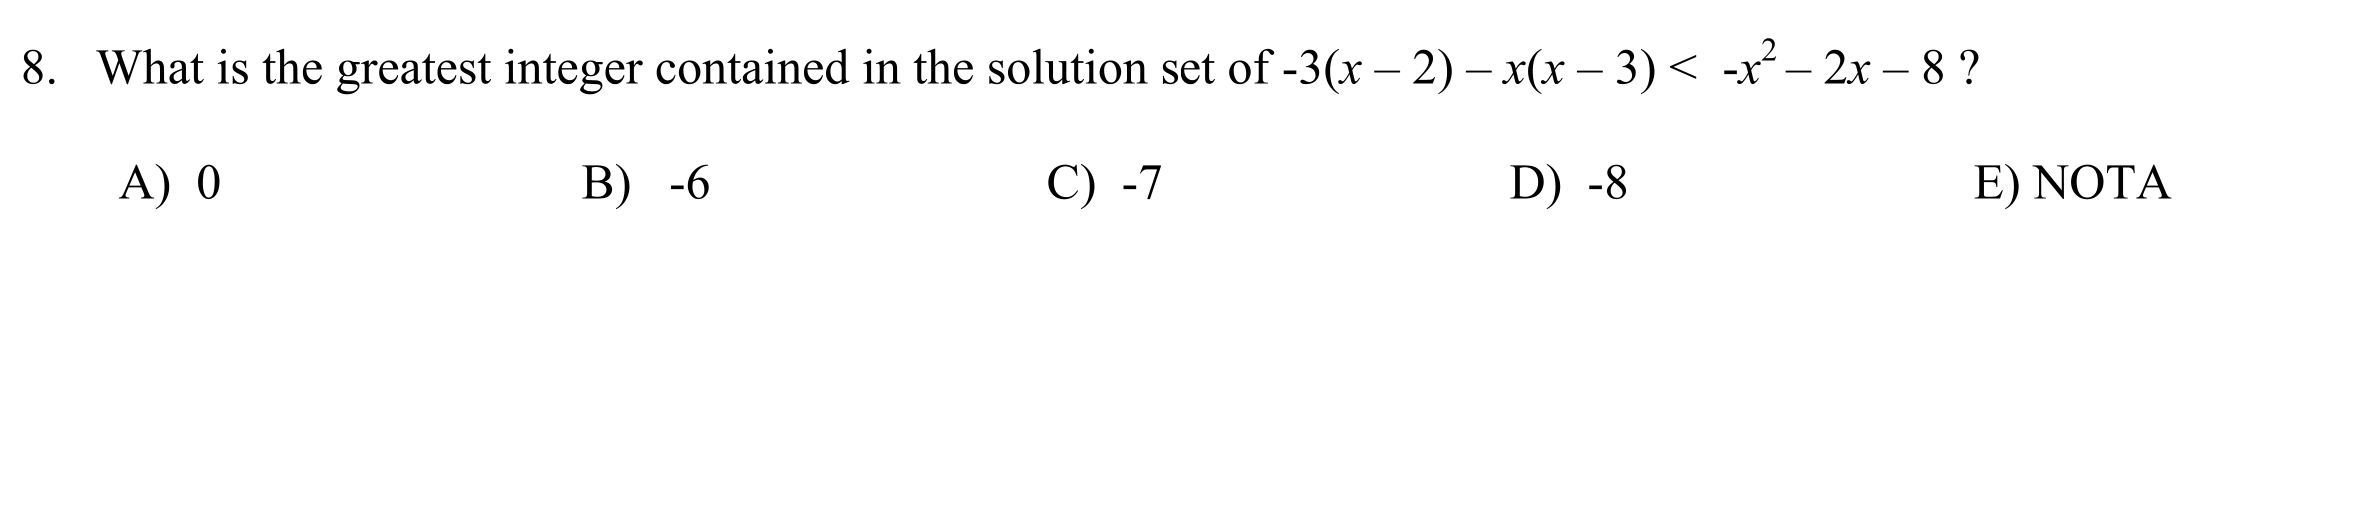 8. What is the greatest integer contained in the solution set of -3(x – 2) – x(x – 3) < -x² – 2x – 8 ?
A) 0 B) -6 C) -7 D) -8 E) NOTA